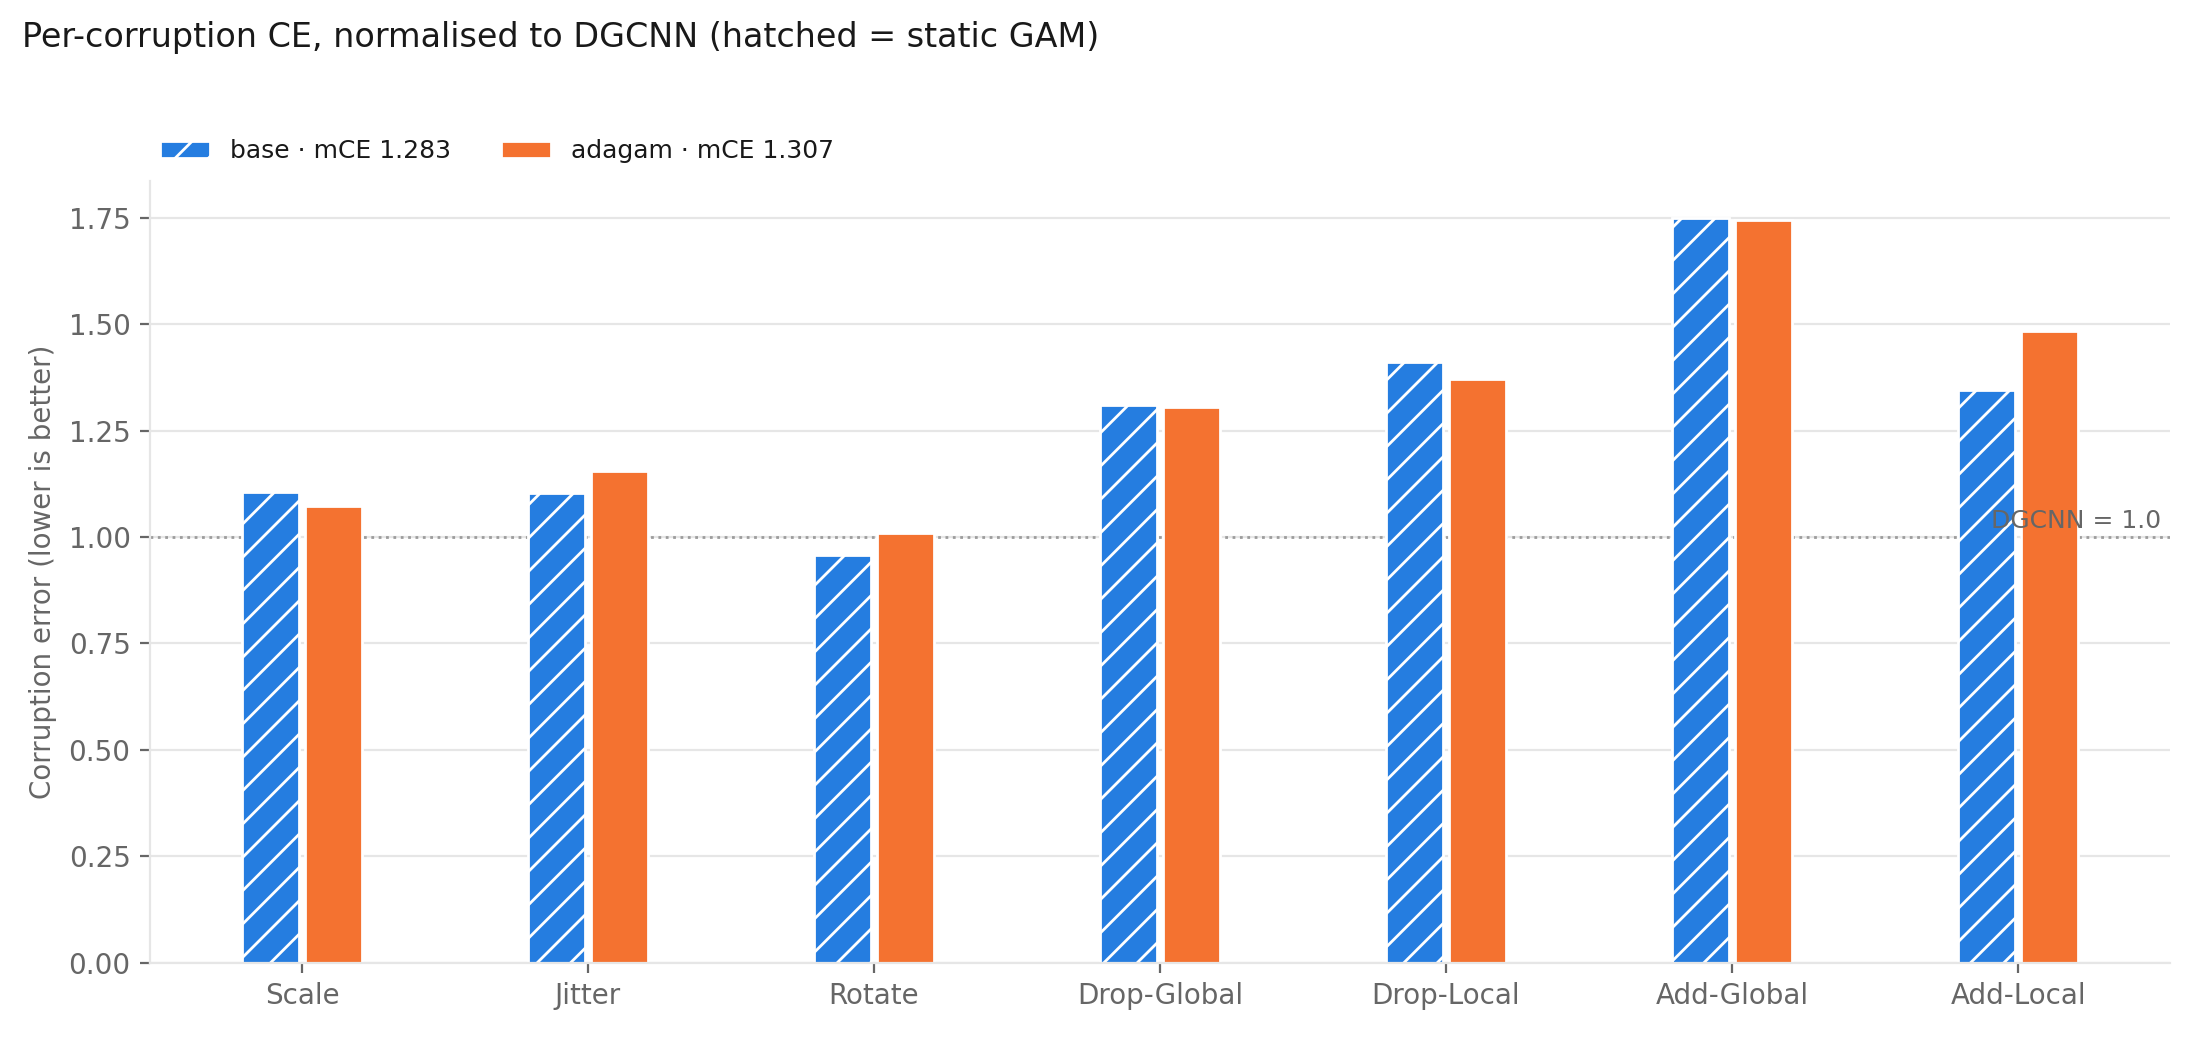 Per-corruption CE, normalised to DGCNN (hatched = static GAM)
base · mCE 1.283
adagam · mCE 1.307
Corruption error (lower is better)
1.75
1.50
1.25
1.00
0.75
0.50
0.25
0.00
DGCNN = 1.0
Scale
Jitter
Rotate
Drop-Global
Drop-Local
Add-Global
Add-Local